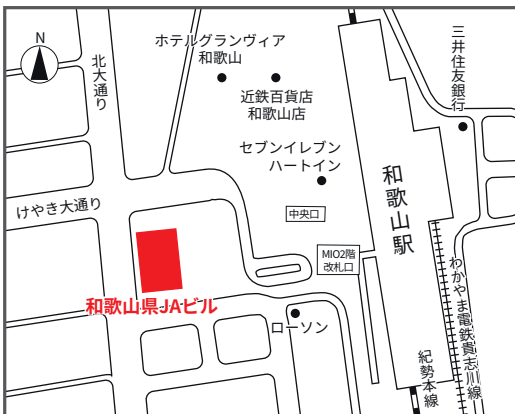 N
北大通り
ホテルグランヴィア
和歌山
近鉄百貨店
和歌山店
三井住友銀行
セブンイレブン
ハートイン
けやき大通り
中央口
和歌山駅
MIO2階
改札口
和歌山県JAビル
ローソン
わかやま電鉄貴志川線
紀勢本線